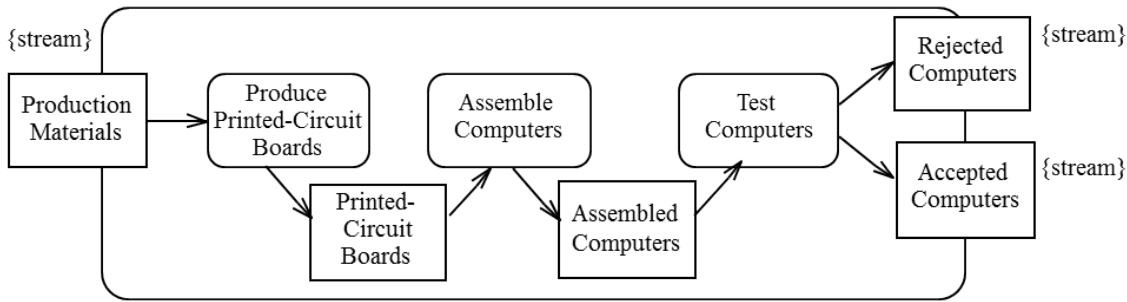 {stream}
Production
Materials
Produce
Printed-Circuit
Boards
Printed-
Circuit
Boards
Assemble
Computers
Assembled
Computers
Test
Computers
Rejected
Computers
{stream}
Accepted
Computers
{stream}